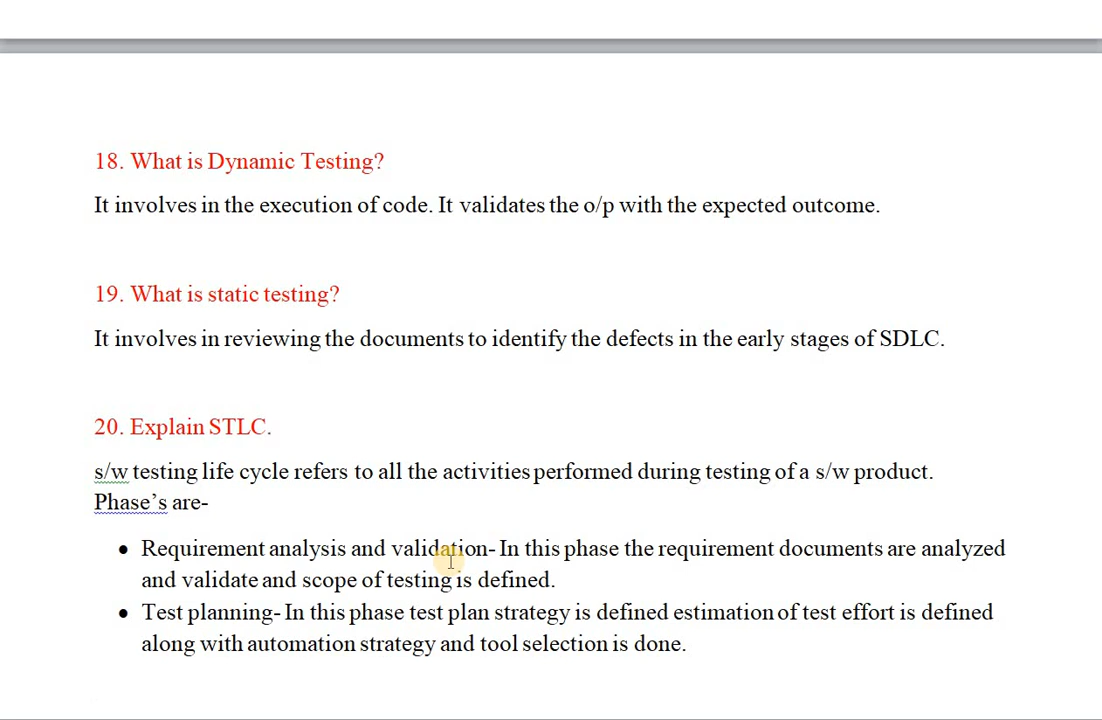 18. What is Dynamic Testing?
It involves in the execution of code. It validates the o/p with the expected outcome.
19. What is static testing?
It involves in reviewing the documents to identify the defects in the early stages of SDLC.
20. Explain STLC.
s/w testing life cycle refers to all the activities performed during testing of a s/w product.
Phase’s are-
• Requirement analysis and validation- In this phase the requirement documents are analyzed
and validate and scope of testing is defined.
• Test planning- In this phase test plan strategy is defined estimation of test effort is defined
along with automation strategy and tool selection is done.